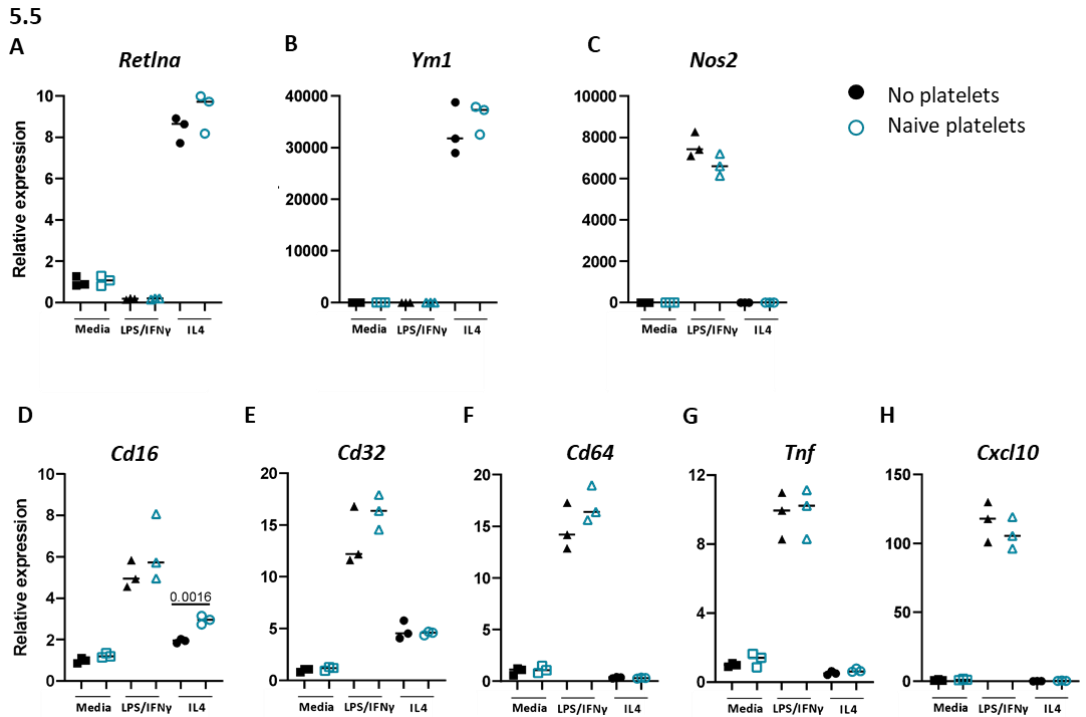 5.5
A
Retlna
Relative expression
10
8
6
4
2
0
Media LPS/IFNγ IL4
B
Ym1
40000
30000
20000
10000
0
Media LPS/IFNγ IL4
C
Nos2
10000
8000
6000
4000
2000
0
Media LPS/IFNγ IL4
No platelets
Naive platelets
D
Cd16
Relative expression
10
8
6
4
2
0
0.0016
Media LPS/IFNγ IL4
E
Cd32
20
15
10
5
0
Media LPS/IFNγ IL4
F
Cd64
20
15
10
5
0
Media LPS/IFNγ IL4
G
Tnf
12
8
4
0
Media LPS/IFNγ IL4
H
Cxcl10
150
100
50
0
Media LPS/IFNγ IL4